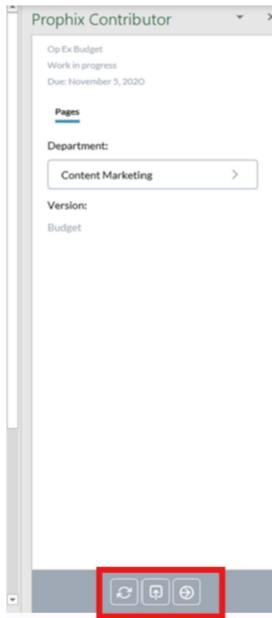 Prophix Contributor
Op Ex Budget
Work in progress
Due: November 5, 2020
Pages
Department:
Content Marketing
Version:
Budget